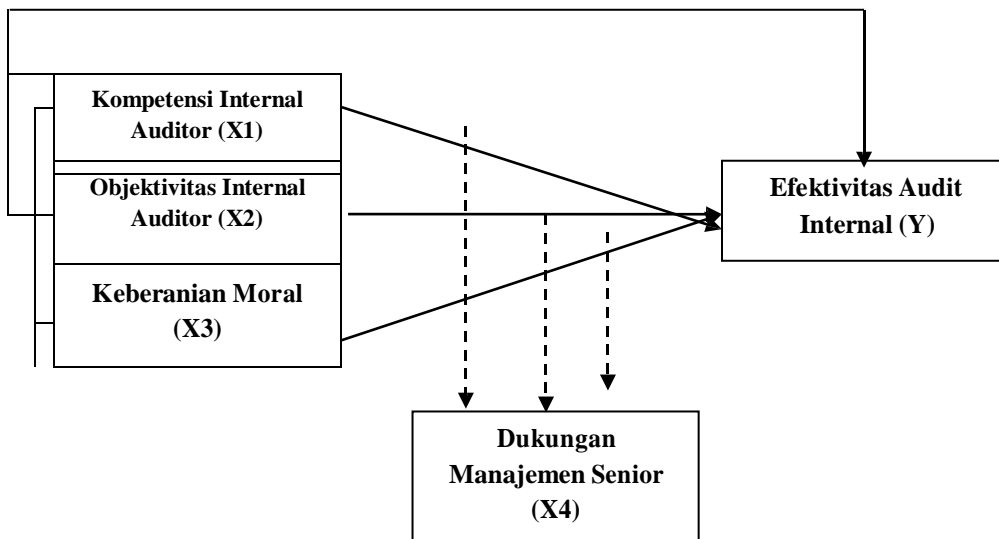 Kompetensi Internal
Auditor (X1)
Objektivitas Internal
Auditor (X2)
Keberanian Moral
(X3)
Efektivitas Audit
Internal (Y)
Dukungan
Manajemen Senior
(X4)